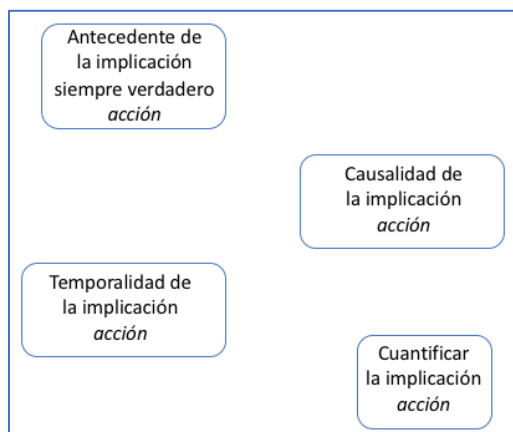 Antecedente de
la implicación
siempre verdadero
acción
Causalidad de
la implicación
acción
Temporalidad de
la implicación
acción
Cuantificar
la implicación
acción